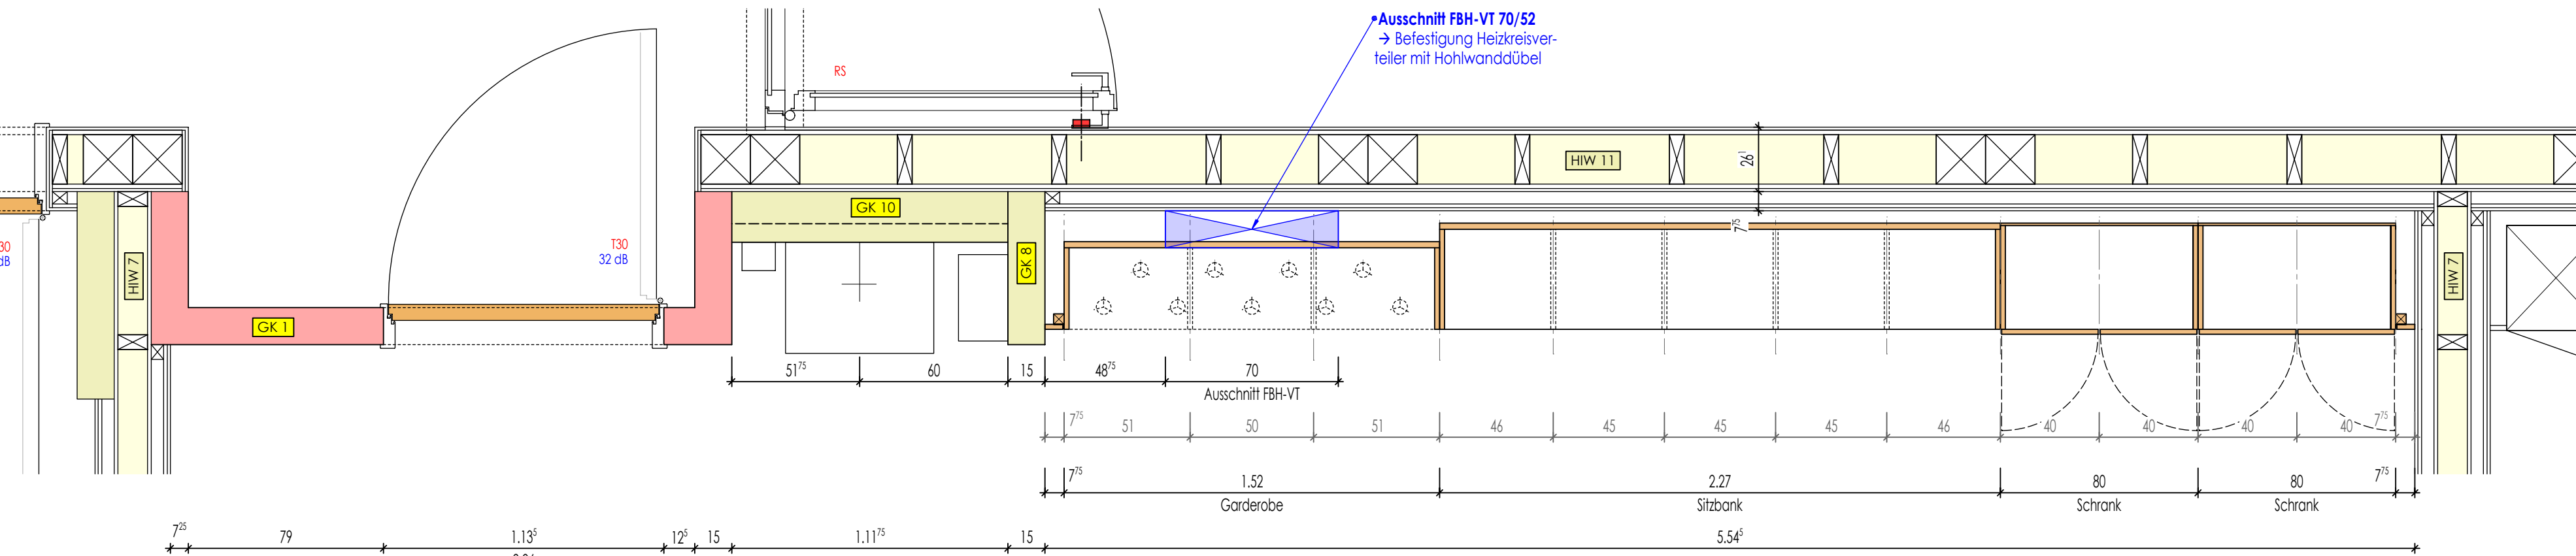 Ausschnitt FBH-VT 70/52
→ Befestigung Heizkreisver-
teiler mit Hohlwanddübel
RS
HIW 11
26¹
GK 10
30
dB
T30
32 dB
HIW 7
GK 8
7⁷⁵
HIW 7
GK 1
51⁷⁵ 60 15 48⁷⁵ 70
Ausschnitt FBH-VT
7⁷⁵ 51 50 51 46 45 45 45 46 40 40 40 40 7⁷⁵
7⁷⁵ 1.52 2.27 80 80 7⁷⁵
Garderobe Sitzbank Schrank Schrank
7²⁵ 79 1.13⁵ 12⁵ 15 1.11⁷⁵ 15 5.54⁵